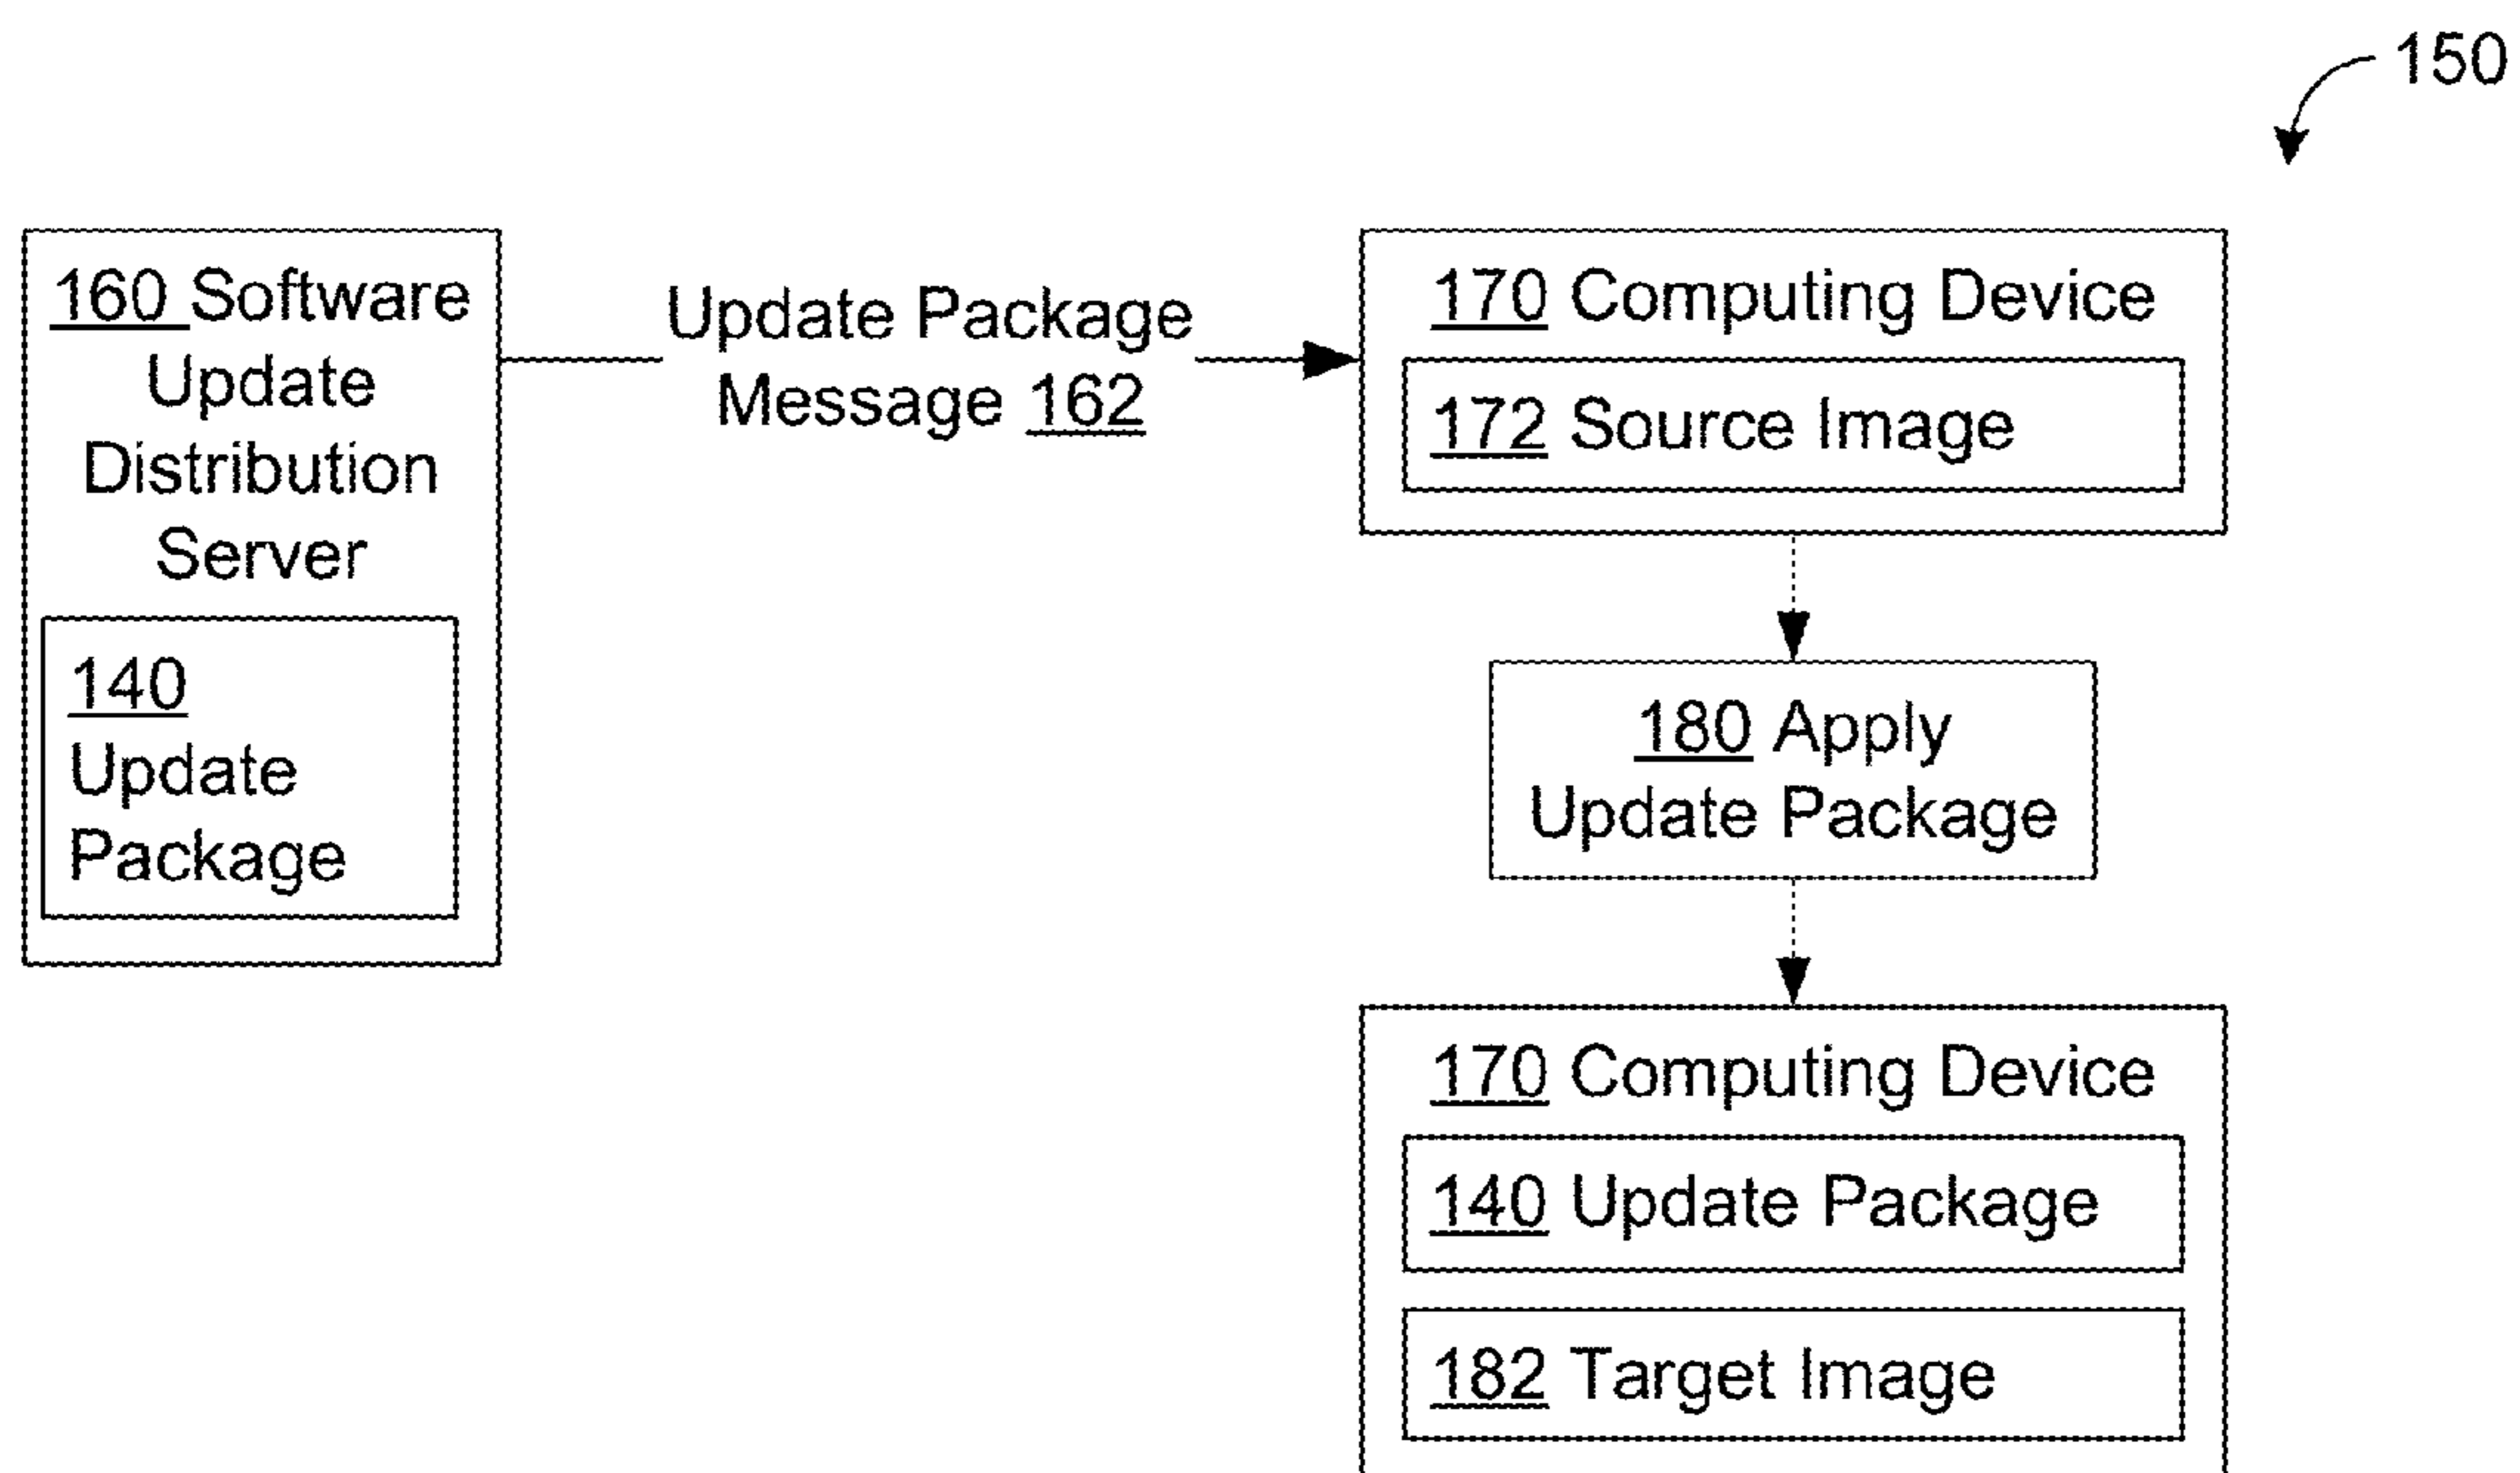 150
160 Software
Update
Distribution
Server
140
Update
Package
Update Package
Message 162
170 Computing Device
172 Source Image
180 Apply
Update Package
170 Computing Device
140 Update Package
182 Target Image